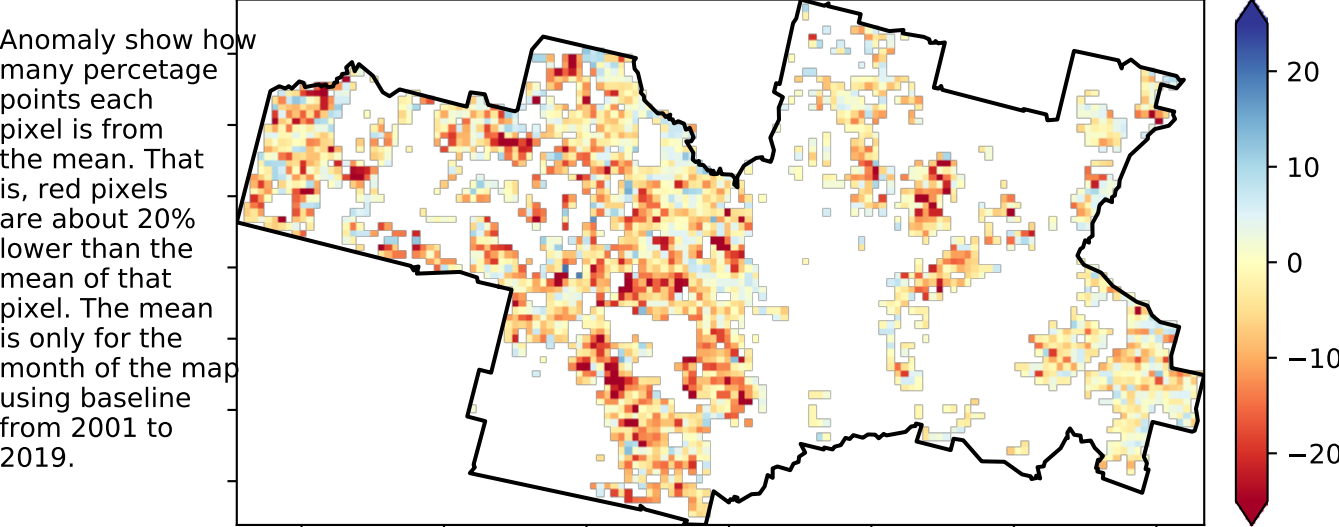 Anomaly show how
many percetage
points each
pixel is from
the mean. That
is, red pixels
are about 20%
lower than the
mean of that
pixel. The mean
is only for the
month of the map
using baseline
from 2001 to
2019.
20
10
0
−10
−20